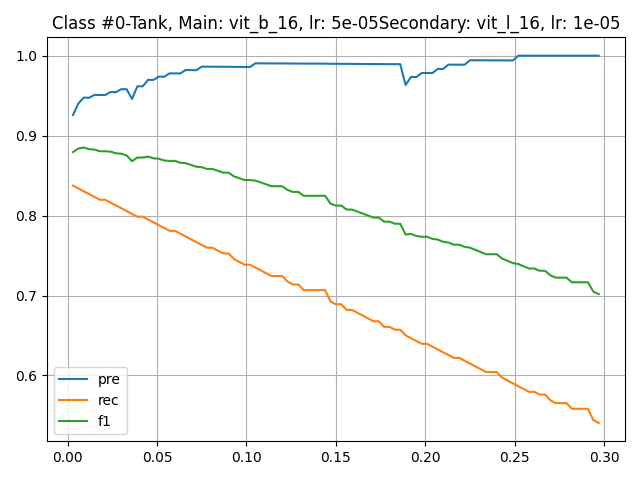 Class #0-Tank, Main: vit_b_16, lr: 5e-05Secondary: vit_l_16, lr: 1e-05
1.0
0.9
0.8
0.7
0.6
pre
rec
f1
0.00 0.05 0.10 0.15 0.20 0.25 0.30